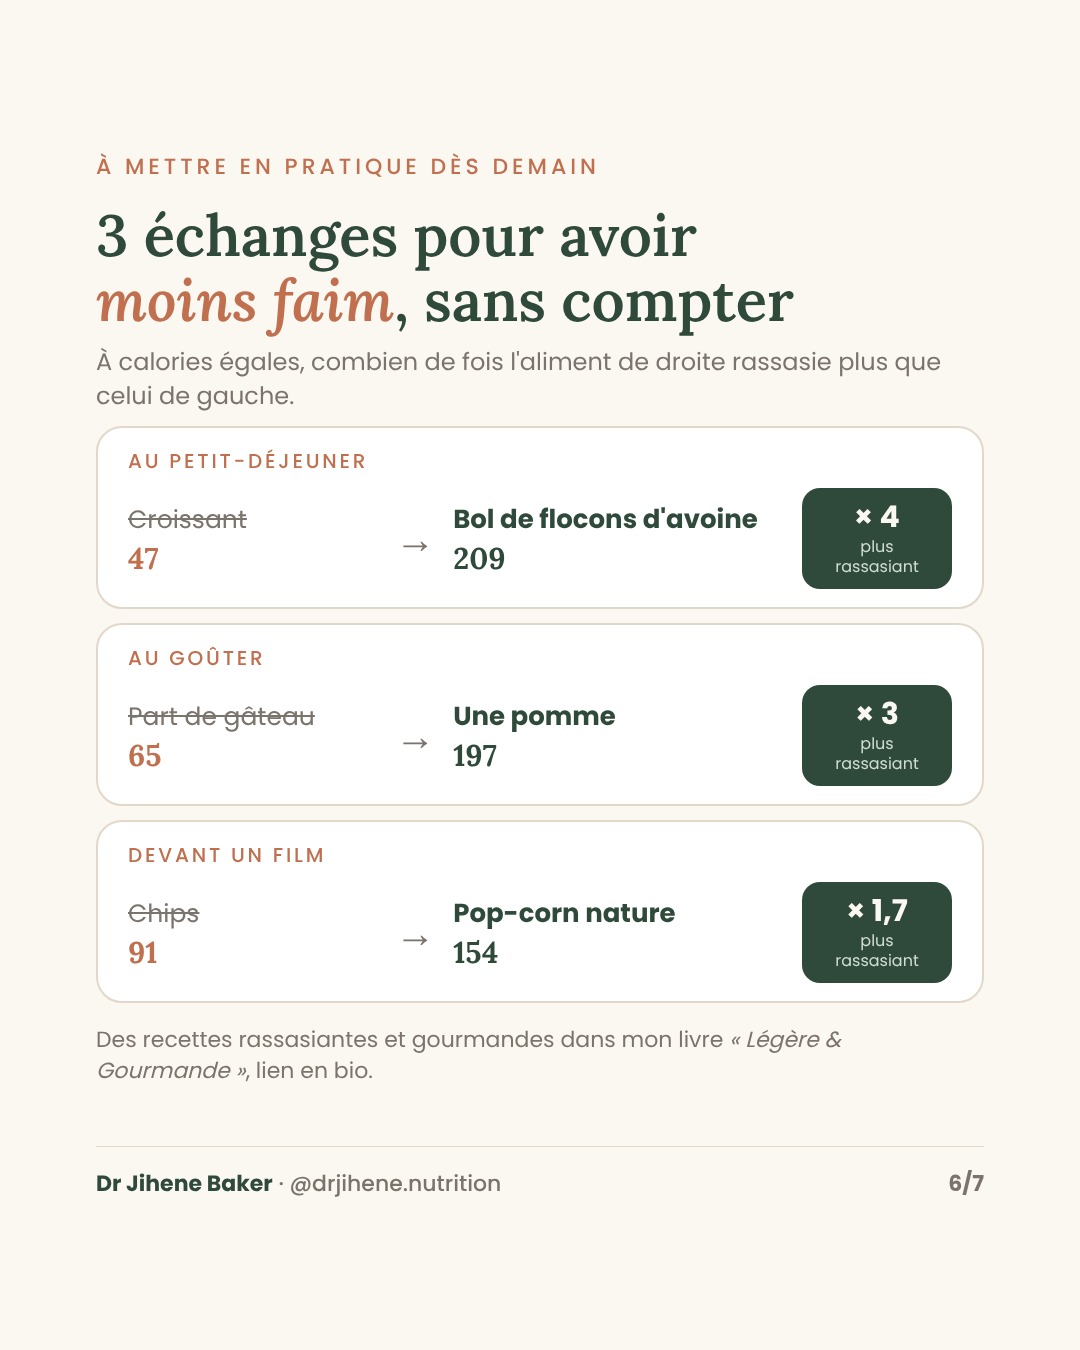 À METTRE EN PRATIQUE DÈS DEMAIN
3 échanges pour avoir
moins faim, sans compter
À calories égales, combien de fois l'aliment de droite rassasie plus que
celui de gauche.
AU PETIT-DÉJEUNER
Croissant
47
→
Bol de flocons d'avoine
209
× 4
plus
rassasiant
AU GOÛTER
Part de gâteau
65
→
Une pomme
197
× 3
plus
rassasiant
DEVANT UN FILM
Chips
91
→
Pop-corn nature
154
× 1,7
plus
rassasiant
Des recettes rassasiantes et gourmandes dans mon livre « Légère &
Gourmande », lien en bio.
Dr Jihene Baker · @drjihene.nutrition
6/7